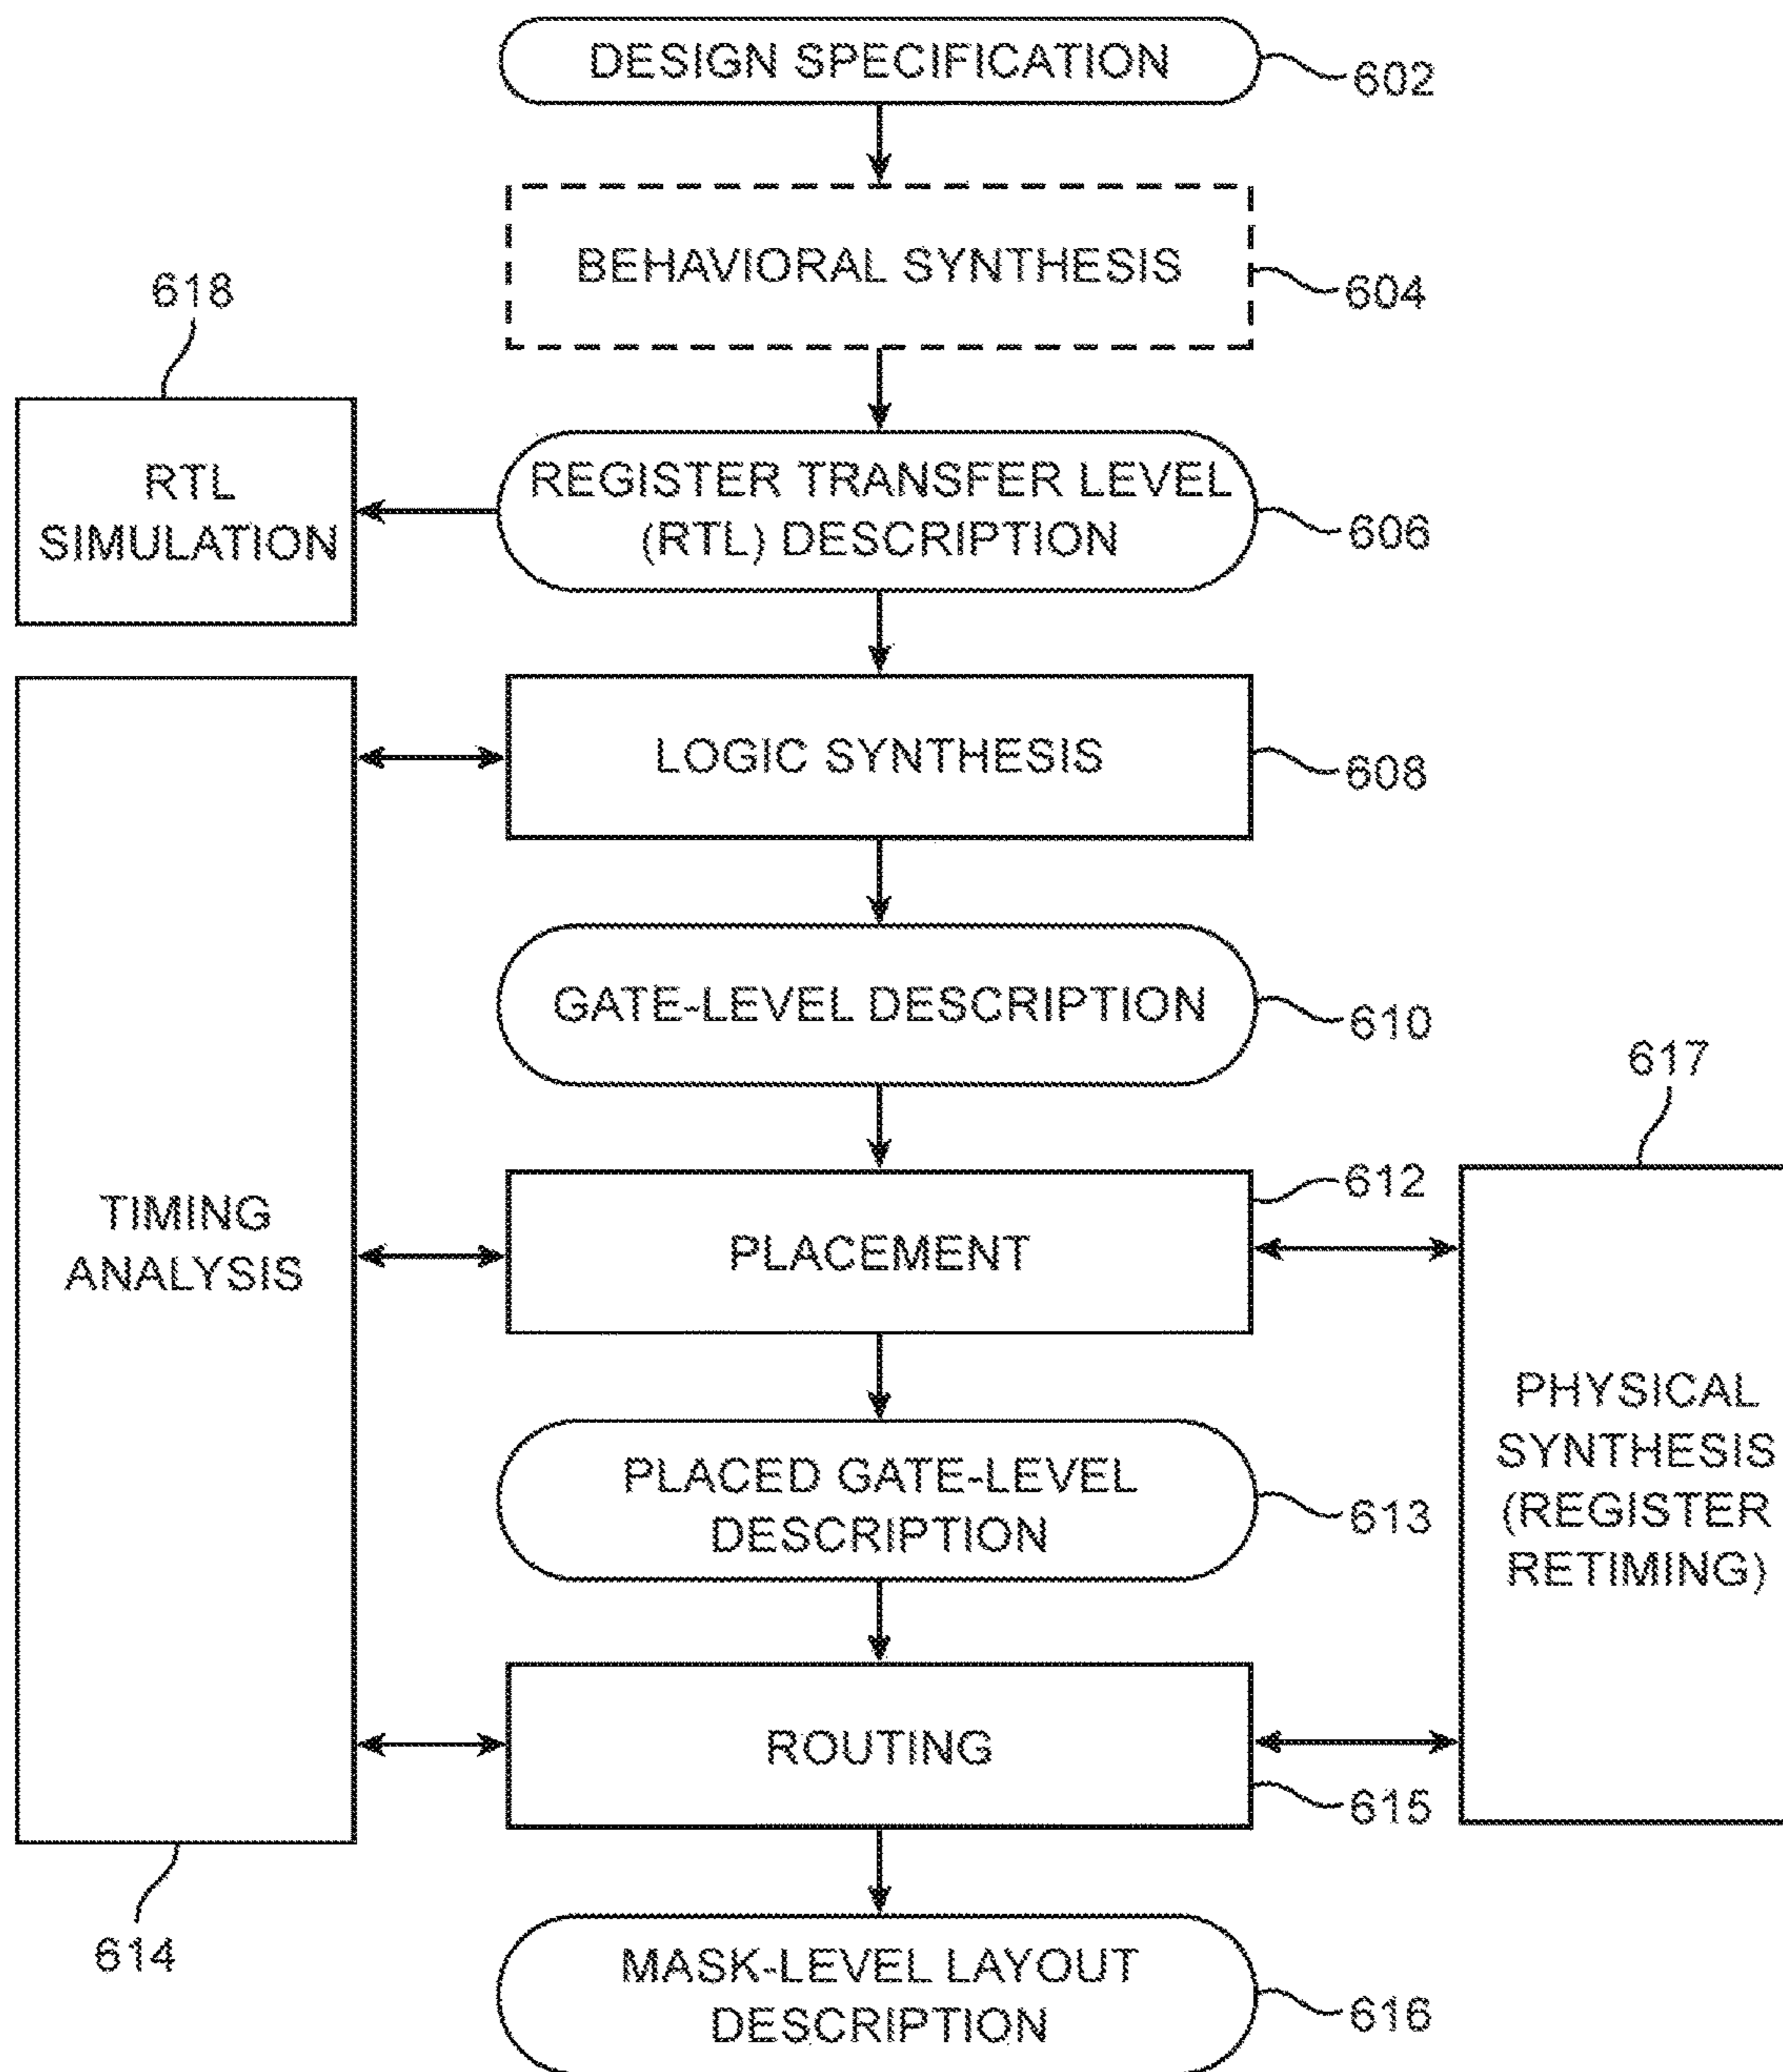 DESIGN SPECIFICATION
602
BEHAVIORAL SYNTHESIS
604
618
RTL
SIMULATION
REGISTER TRANSFER LEVEL
(RTL) DESCRIPTION
606
LOGIC SYNTHESIS
608
GATE-LEVEL DESCRIPTION
610
617
TIMING
ANALYSIS
PLACEMENT
612
PHYSICAL
SYNTHESIS
(REGISTER
RETIMING)
PLACED GATE-LEVEL
DESCRIPTION
613
ROUTING
615
614
MASK-LEVEL LAYOUT
DESCRIPTION
616